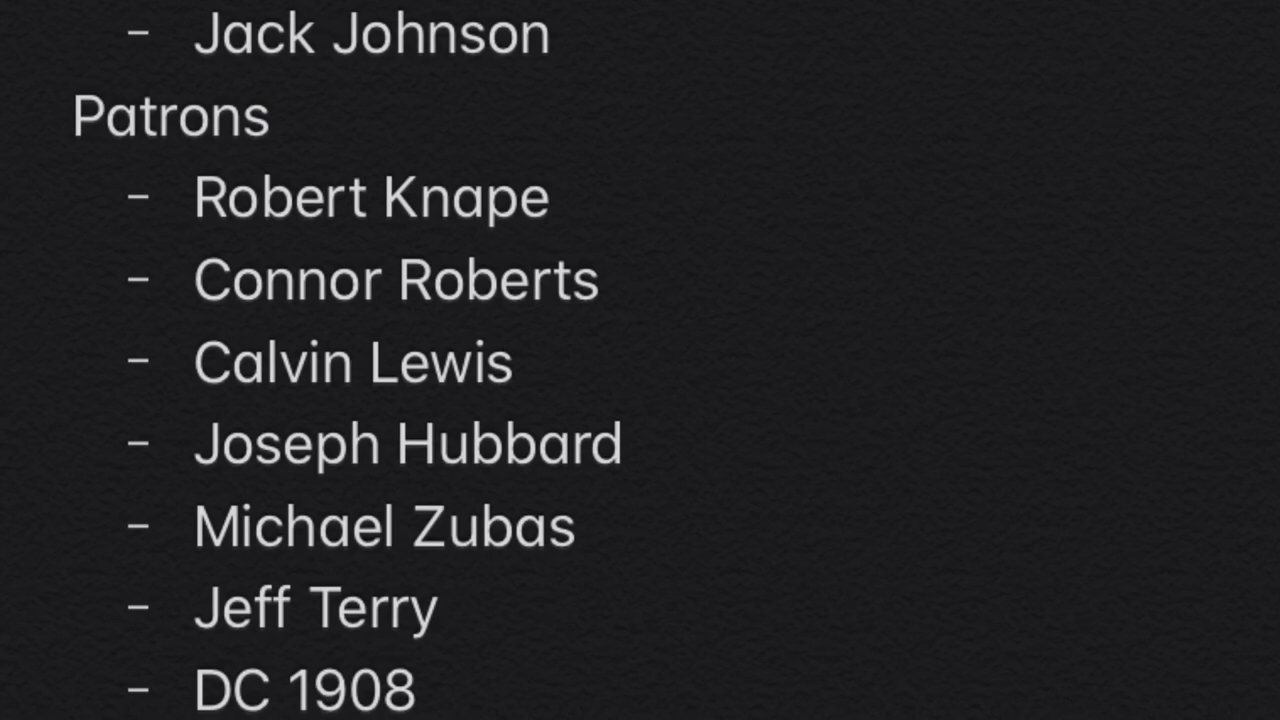 - Jack Johnson
Patrons
- Robert Knape
- Connor Roberts
- Calvin Lewis
- Joseph Hubbard
- Michael Zubas
- Jeff Terry
- DC 1908